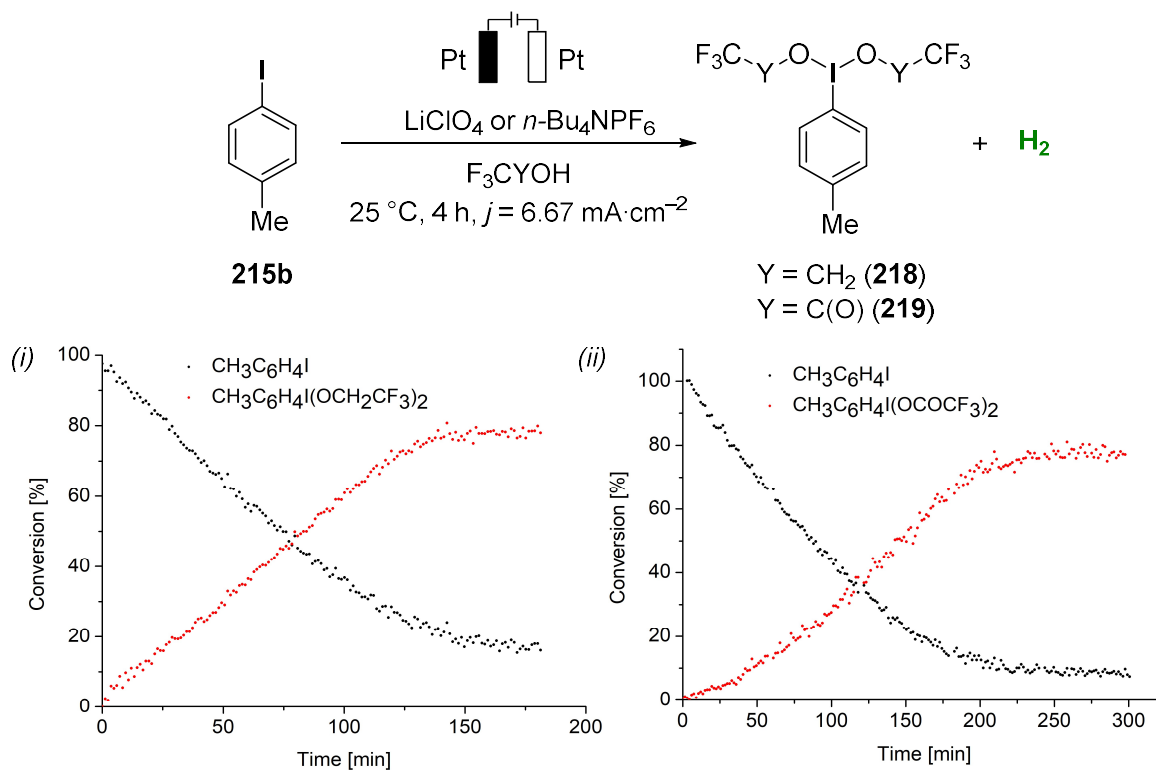 Pt Pt
I
LiClO₄ or n-Bu₄NPF₆
F₃CYOH
25 °C, 4 h, j = 6.67 mA·cm⁻²
Me
215b
F₃C Y O I O Y CF₃
Me
+ H₂
Y = CH₂ (218)
Y = C(O) (219)
(i)
CH3C6H4I
CH3C6H4I(OCH2CF3)2
Conversion [%]
100
80
60
40
20
0
0 50 100 150 200
Time [min]
(ii)
CH3C6H4I
CH3C6H4I(OCOCF3)2
Conversion [%]
100
80
60
40
20
0
0 50 100 150 200 250 300
Time [min]